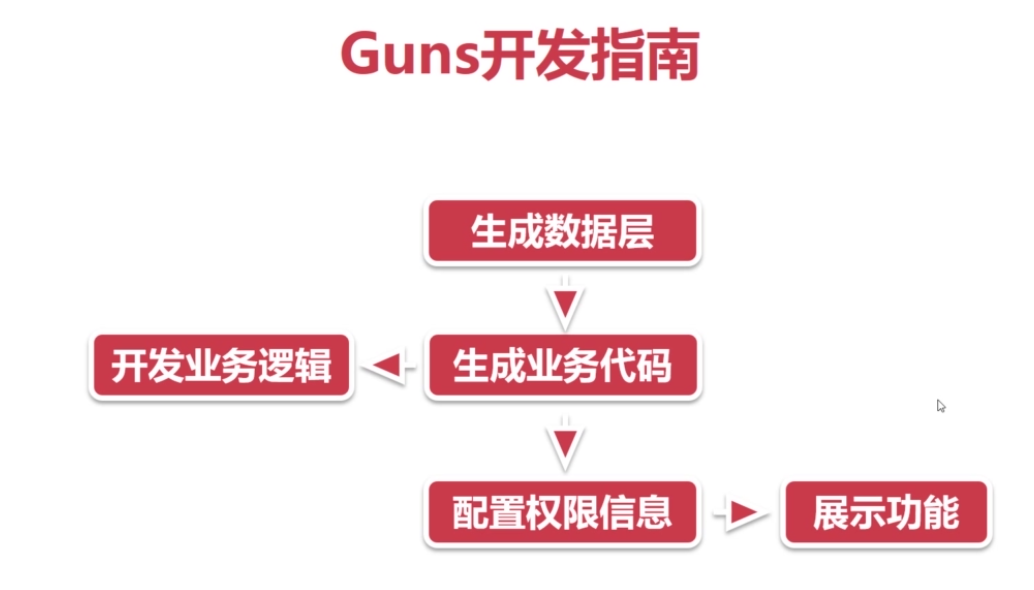 Guns开发指南
生成数据层
开发业务逻辑
生成业务代码
配置权限信息
展示功能